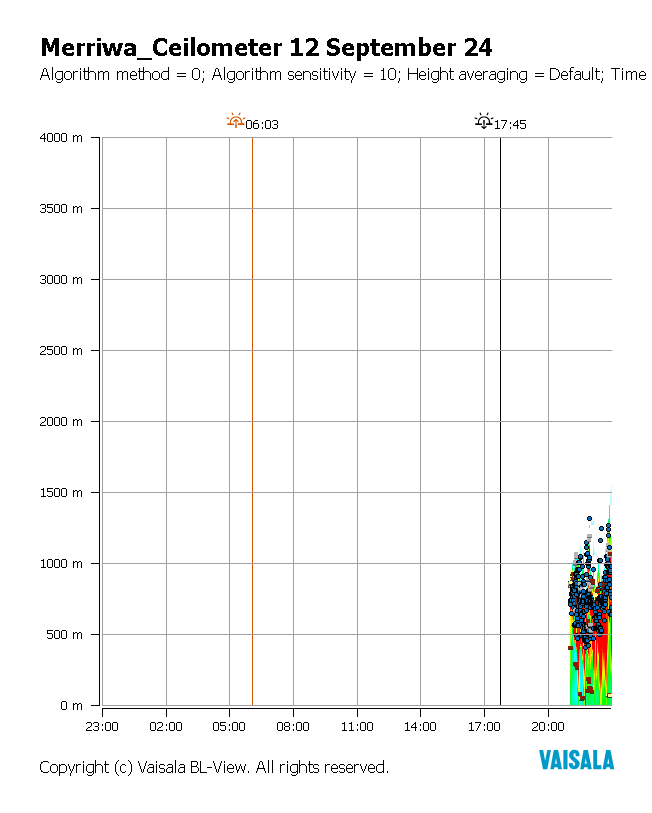 Merriwa_Ceilometer 12 September 24
Algorithm method = 0; Algorithm sensitivity = 10; Height averaging = Default; Time
06:03
17:45
4000 m
3500 m
3000 m
2500 m
2000 m
1500 m
1000 m
500 m
0 m
23:00 02:00 05:00 08:00 11:00 14:00 17:00 20:00
VAISALA
Copyright (c) Vaisala BL-View. All rights reserved.